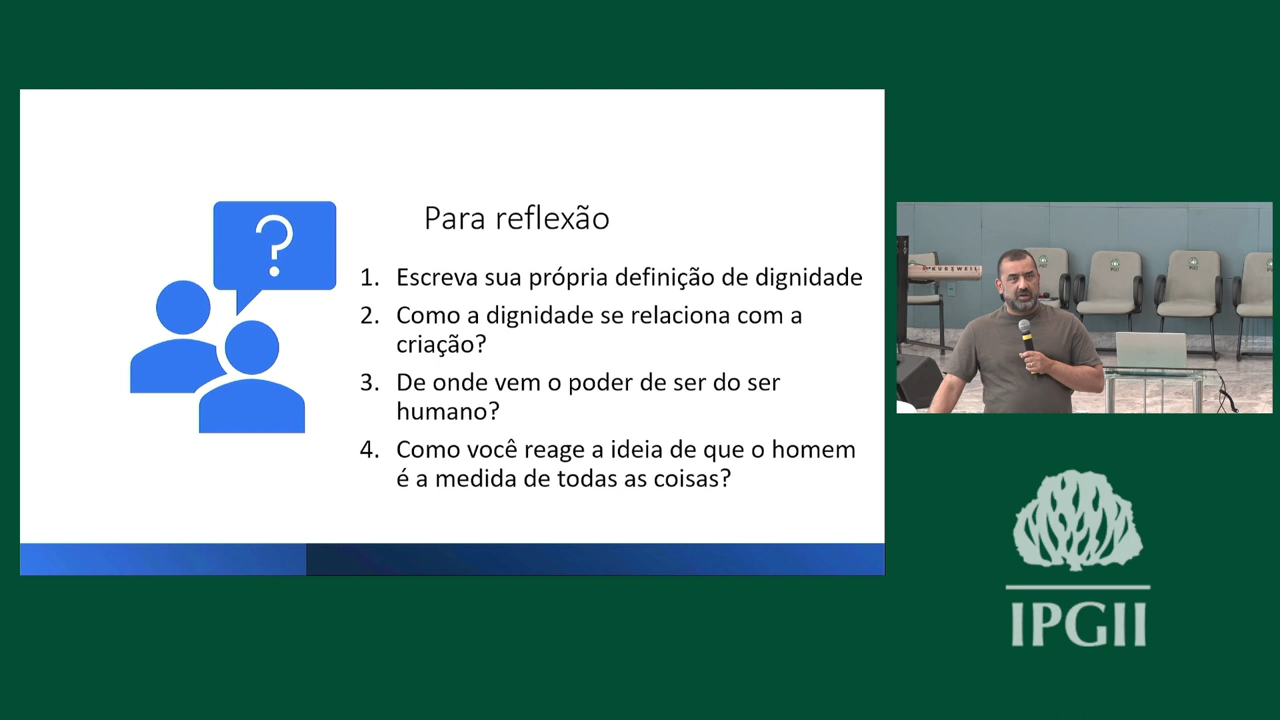 ?
Para reflexão
1. Escreva sua própria definição de dignidade
2. Como a dignidade se relaciona com a
criação?
3. De onde vem o poder de ser do ser
humano?
4. Como você reage a ideia de que o homem
é a medida de todas as coisas?
KURZWEIL
IPGII